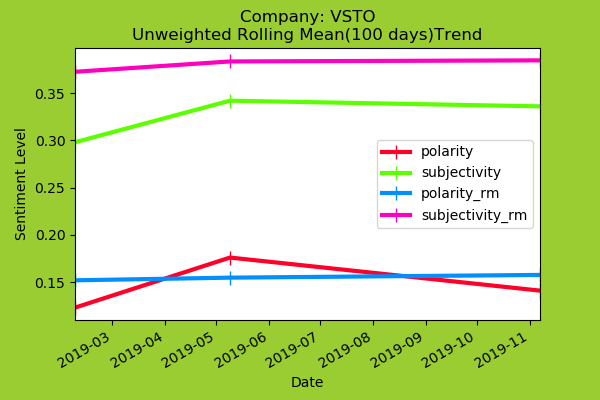 Company: VSTO
Unweighted Rolling Mean(100 days)Trend
Sentiment Level
0.35
0.30
0.25
0.20
0.15
polarity
subjectivity
polarity_rm
subjectivity_rm
2019-03
2019-04
2019-05
2019-06
2019-07
2019-08
2019-09
2019-10
2019-11
Date